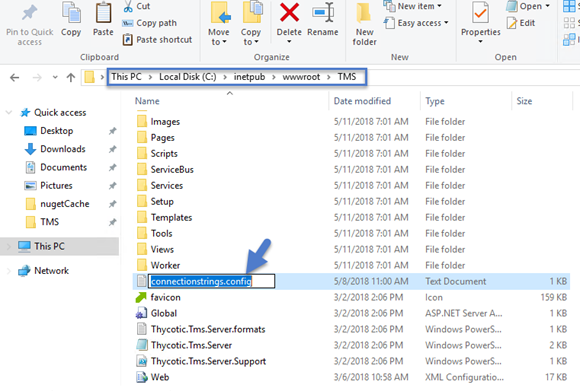 Pin to Quick access
Copy
Paste
Cut
Copy path
Paste shortcut
Move to
Copy to
Delete
Rename
New folder
New item
Easy access
Properties
Open
Edit
History
Clipboard
Organize
New
Open
This PC > Local Disk (C:) > inetpub > wwwroot > TMS
Quick access
Desktop
Downloads
Documents
Pictures
nugetCache
TMS
This PC
Network
Name Date modified Type Size
Images 5/11/2018 7:01 AM File folder
Pages 5/11/2018 7:01 AM File folder
Scripts 5/11/2018 7:01 AM File folder
ServiceBus 5/11/2018 7:01 AM File folder
Services 5/11/2018 7:01 AM File folder
Setup 5/11/2018 7:01 AM File folder
Templates 5/11/2018 7:01 AM File folder
Tools 5/11/2018 7:01 AM File folder
Views 5/11/2018 7:01 AM File folder
Worker 5/11/2018 7:01 AM File folder
connectionstrings.config 5/8/2018 11:00 AM Text Document 1 KB
favicon 3/2/2018 2:06 PM Icon 159 KB
Global 3/2/2018 2:06 PM ASP.NET Server A... 1 KB
Thycotic.Tms.Server.formats 3/2/2018 2:06 PM Windows PowerS... 1 KB
Thycotic.Tms.Server 3/2/2018 2:06 PM Windows PowerS... 2 KB
Thycotic.Tms.Server.Support 3/2/2018 2:06 PM Windows PowerS... 1 KB
Web 3/6/2018 10:58 AM XML Configuratio... 17 KB